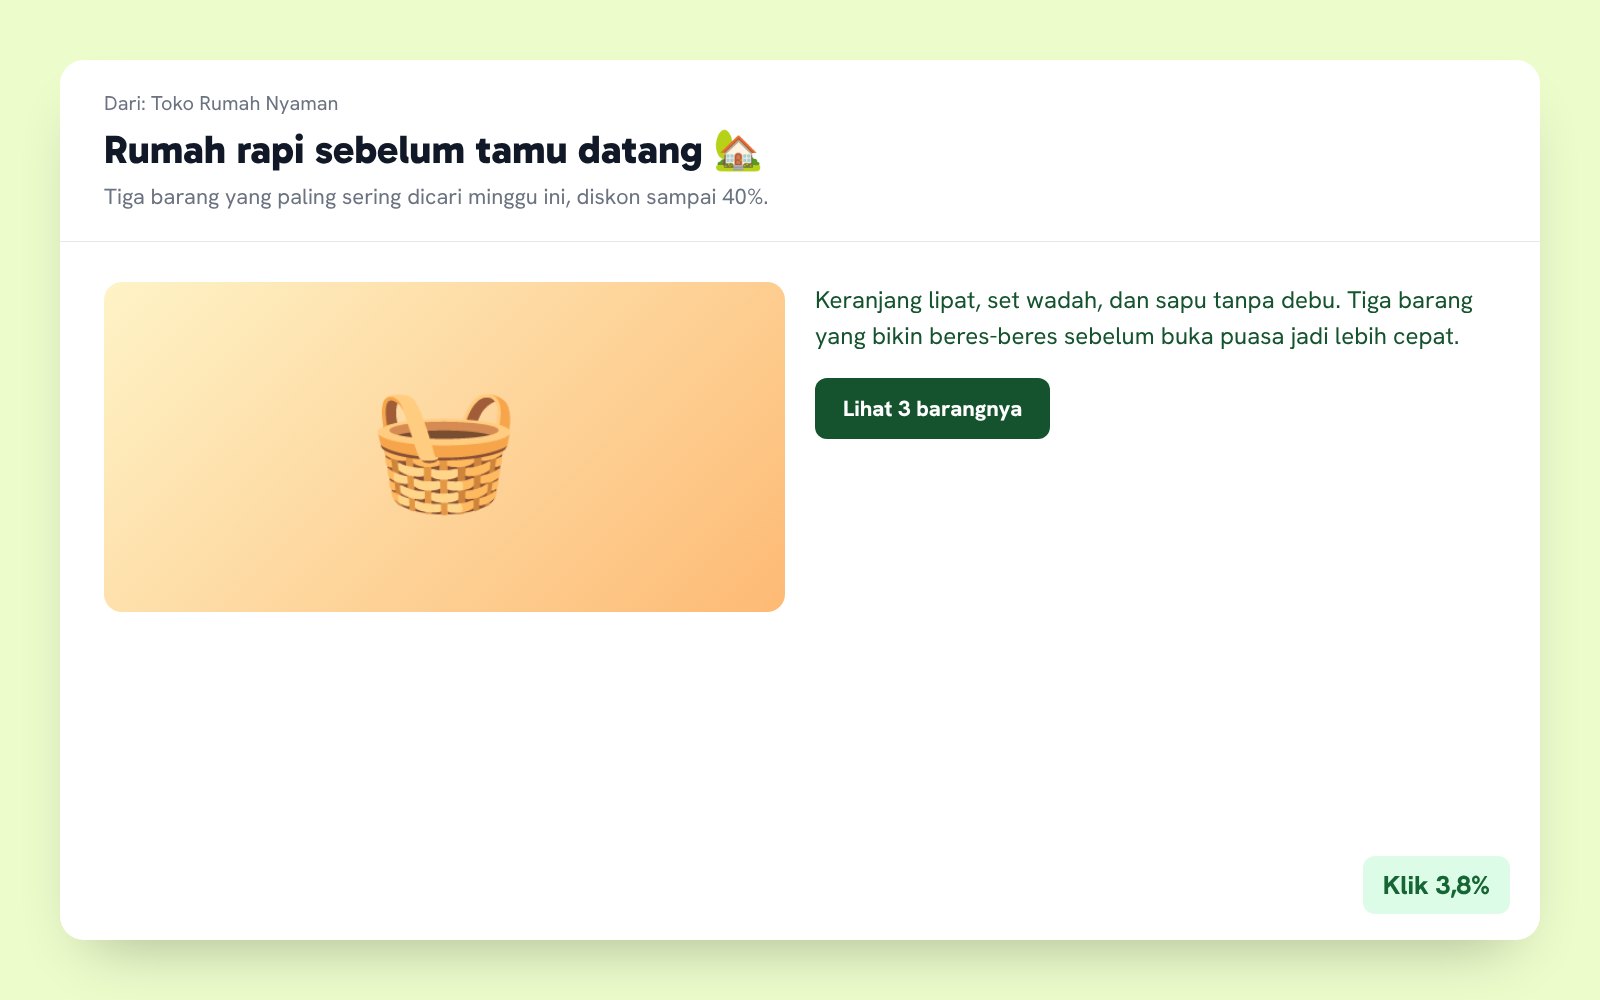 Dari: Toko Rumah Nyaman
Rumah rapi sebelum tamu datang 🏡
Tiga barang yang paling sering dicari minggu ini, diskon sampai 40%.
Keranjang lipat, set wadah, dan sapu tanpa debu. Tiga barang
yang bikin beres-beres sebelum buka puasa jadi lebih cepat.
Lihat 3 barangnya
Klik 3,8%